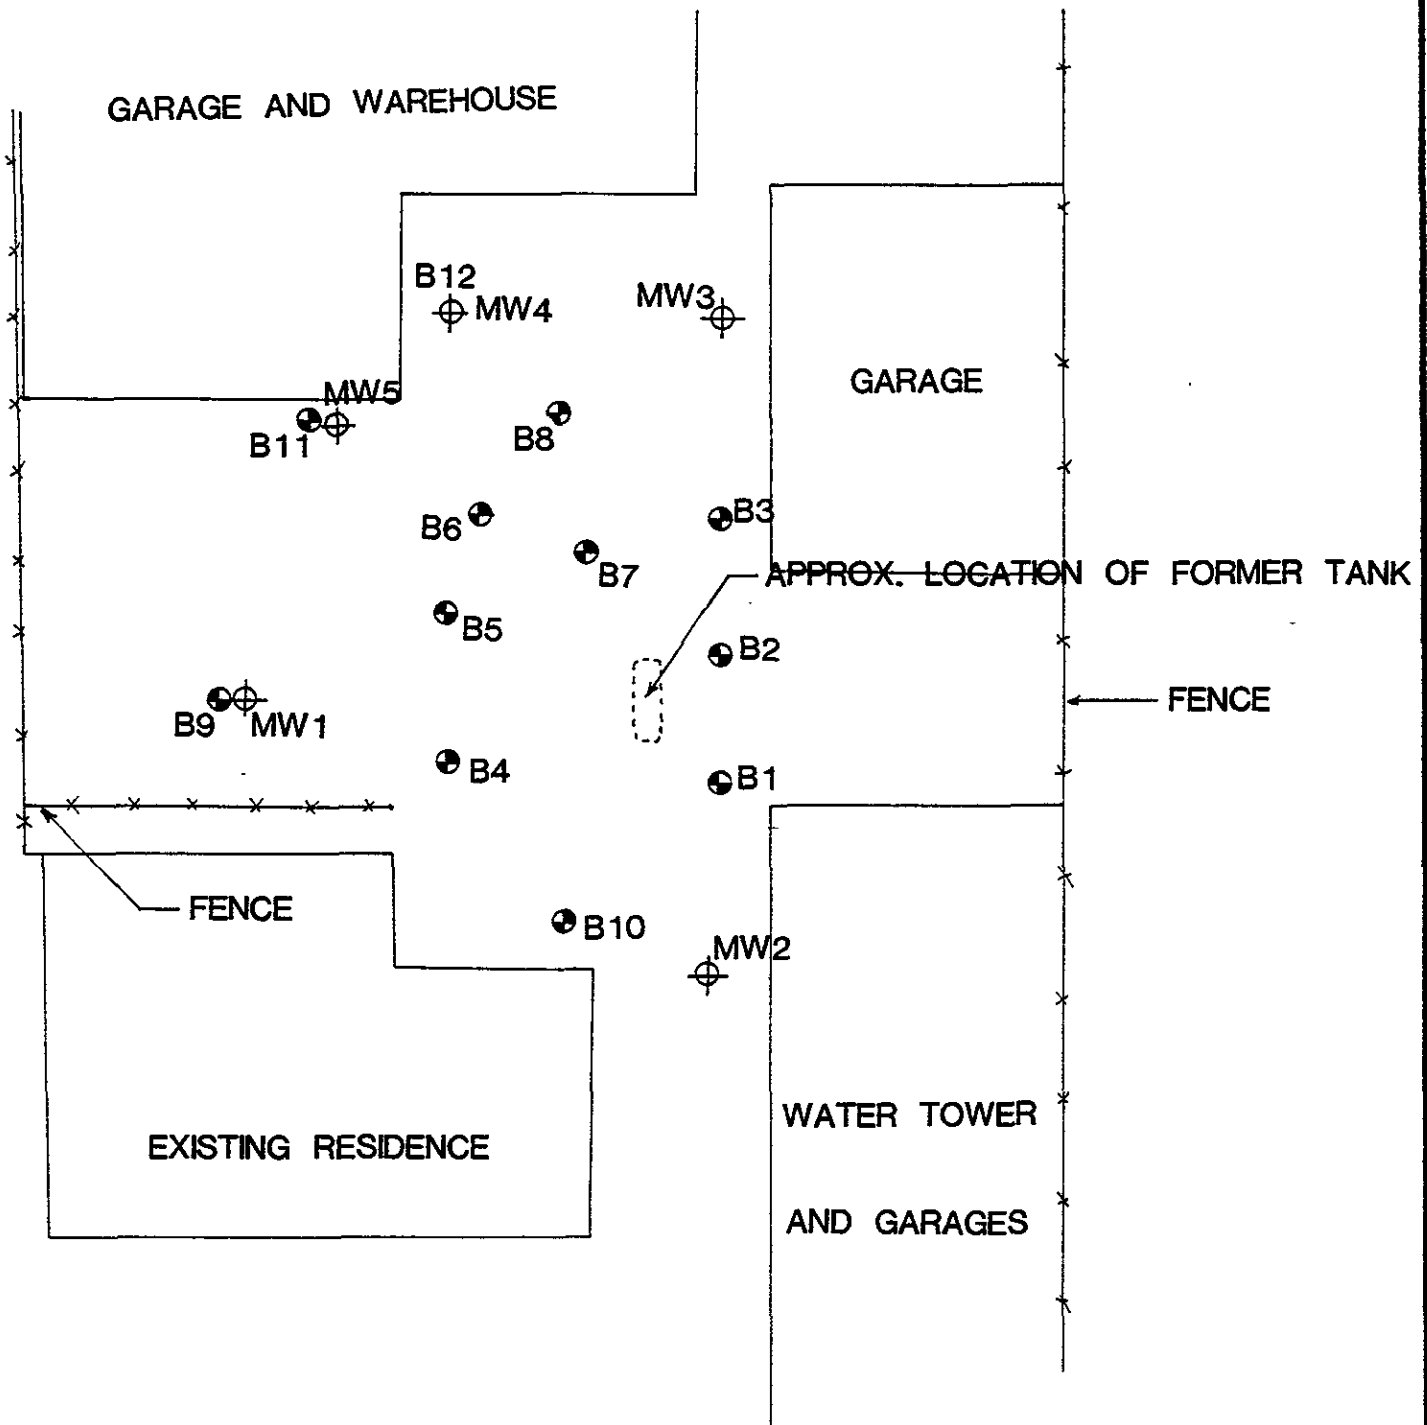 GARAGE AND WAREHOUSE
B12
MW4
MW3
GARAGE
MW5
B11
B8
B6
B3
B7
APPROX. LOCATION OF FORMER TANK
B5
B2
FENCE
B9
MW1
B4
B1
FENCE
B10
MW2
WATER TOWER
AND GARAGES
EXISTING RESIDENCE